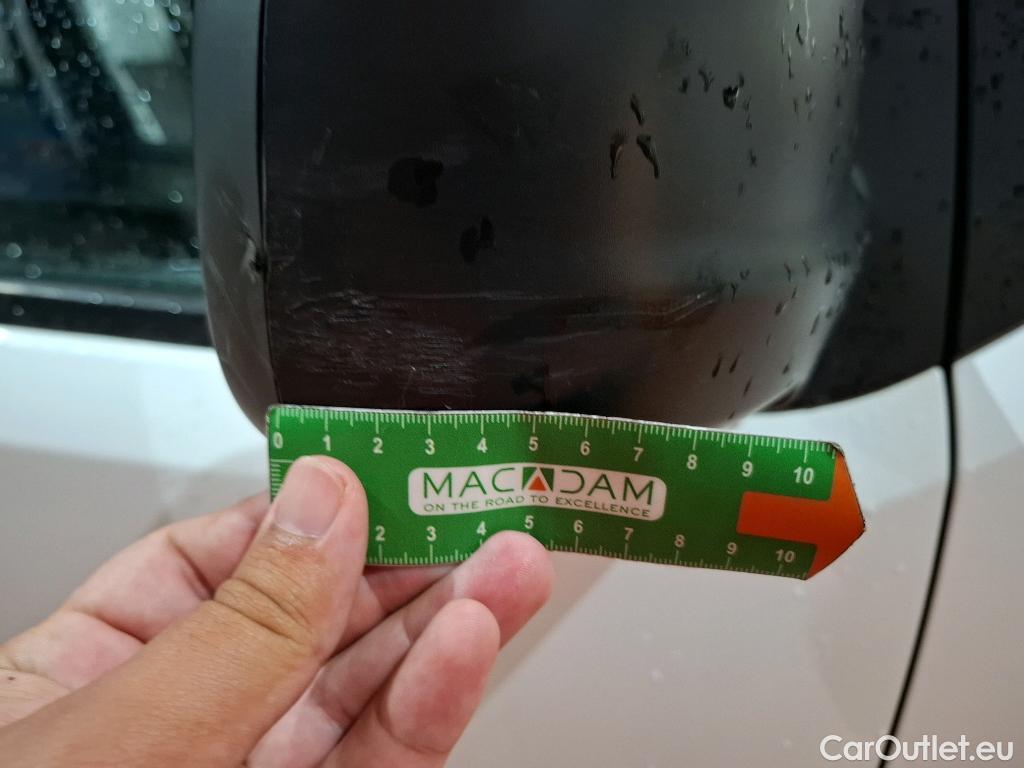 0 1 2 3 4 5 6 7 8 9 10
MACADAM
ON THE ROAD TO EXCELLENCE
2 3 4 5 6 7 8 9 10
CarOutlet.eu